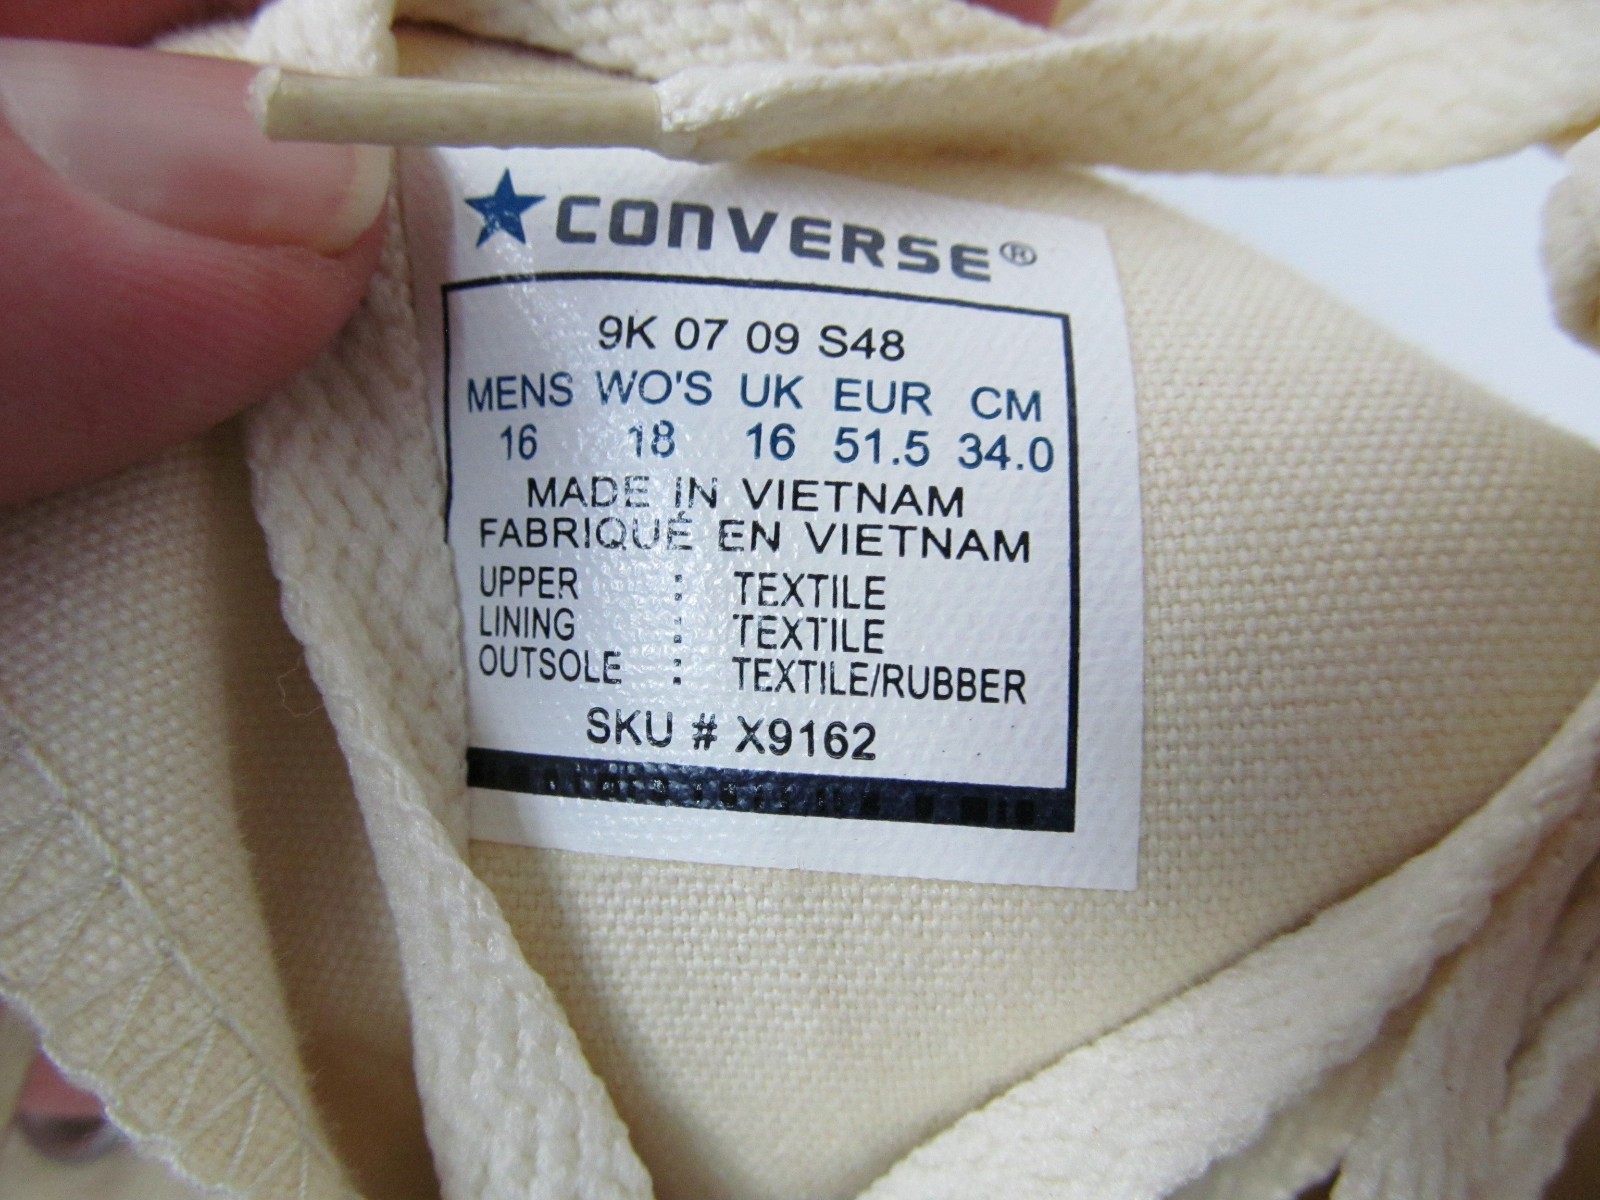 CONVERSE®
9K 07 09 S48
MENS WO'S UK EUR CM
16 18 16 51.5 34.0
MADE IN VIETNAM
FABRIQUÉ EN VIETNAM
UPPER : TEXTILE
LINING : TEXTILE
OUTSOLE : TEXTILE/RUBBER
SKU # X9162